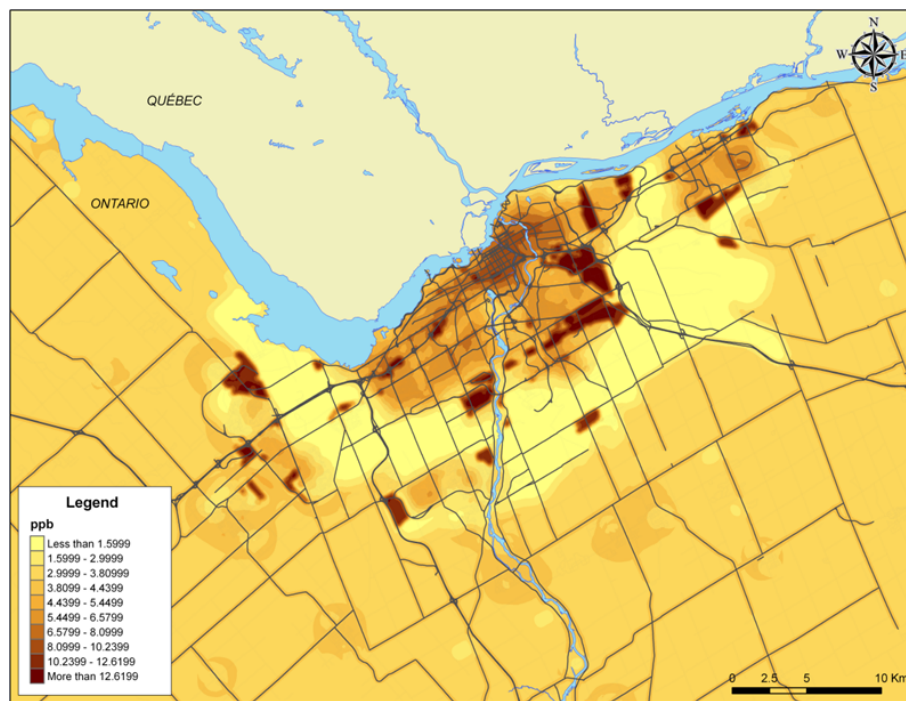 N
W E
S
QUÉBEC
ONTARIO
Legend
ppb
Less than 1.5999
1.5999 - 2.9999
2.9999 - 3.80999
3.8099 - 4.4399
4.4399 - 5.4499
5.4499 - 6.5799
6.5799 - 8.0999
8.0999 - 10.2399
10.2399 - 12.6199
More than 12.6199
0 2.5 5 10 Km